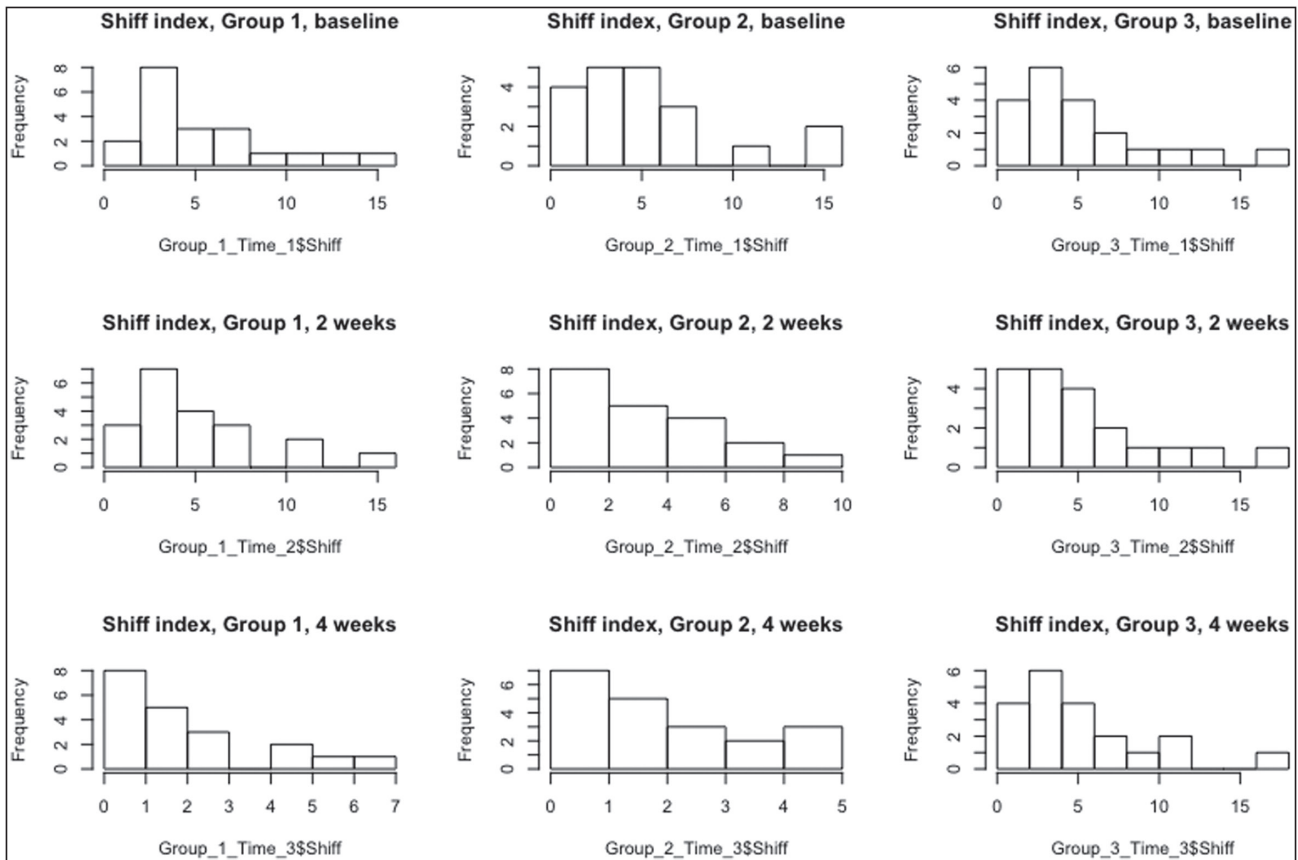 Shiff index, Group 1, baseline
Frequency
8
6
4
2
0
0 5 10 15
Group_1_Time_1$Shiff
Shiff index, Group 2, baseline
Frequency
4
2
0
0 5 10 15
Group_2_Time_1$Shiff
Shiff index, Group 3, baseline
Frequency
6
4
2
0
0 5 10 15
Group_3_Time_1$Shiff
Shiff index, Group 1, 2 weeks
Frequency
6
4
2
0
0 5 10 15
Group_1_Time_2$Shiff
Shiff index, Group 2, 2 weeks
Frequency
8
6
4
2
0
0 2 4 6 8 10
Group_2_Time_2$Shiff
Shiff index, Group 3, 2 weeks
Frequency
4
2
0
0 5 10 15
Group_3_Time_2$Shiff
Shiff index, Group 1, 4 weeks
Frequency
8
6
4
2
0
0 1 2 3 4 5 6 7
Group_1_Time_3$Shiff
Shiff index, Group 2, 4 weeks
Frequency
6
4
2
0
0 1 2 3 4 5
Group_2_Time_3$Shiff
Shiff index, Group 3, 4 weeks
Frequency
6
4
2
0
0 5 10 15
Group_3_Time_3$Shiff